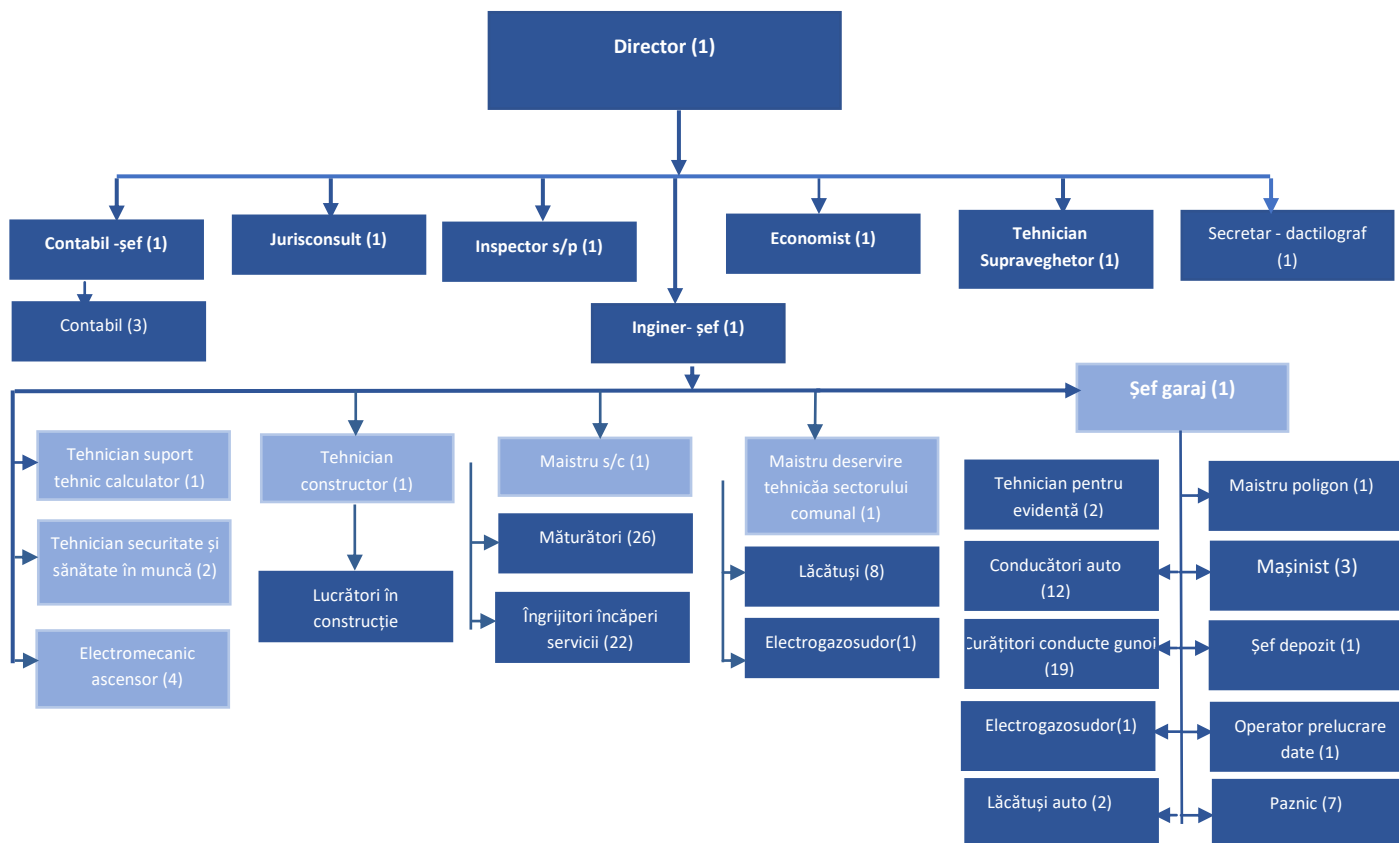 Director (1)
Contabil -șef (1)
Jurisconsult (1)
Inspector s/p (1)
Economist (1)
Tehnician
Supraveghetor (1)
Secretar - dactilograf
(1)
Contabil (3)
Inginer- șef (1)
Șef garaj (1)
Tehnician suport
tehnic calculator (1)
Tehnician securitate și
sănătate în muncă (2)
Electromecanic
ascensor (4)
Tehnician
constructor (1)
Lucrători în
construcție
Maistru s/c (1)
Măturători (26)
Îngrijitori încăperi
servicii (22)
Maistru deservire
tehnicăa sectorului
comunal (1)
Lăcătuși (8)
Electrogazosudor(1)
Tehnician pentru
evidență (2)
Conducători auto
(12)
Curățitori conducte gunoi
(19)
Electrogazosudor(1)
Lăcătuși auto (2)
Maistru poligon (1)
Mașinist (3)
Șef depozit (1)
Operator prelucrare
date (1)
Paznic (7)